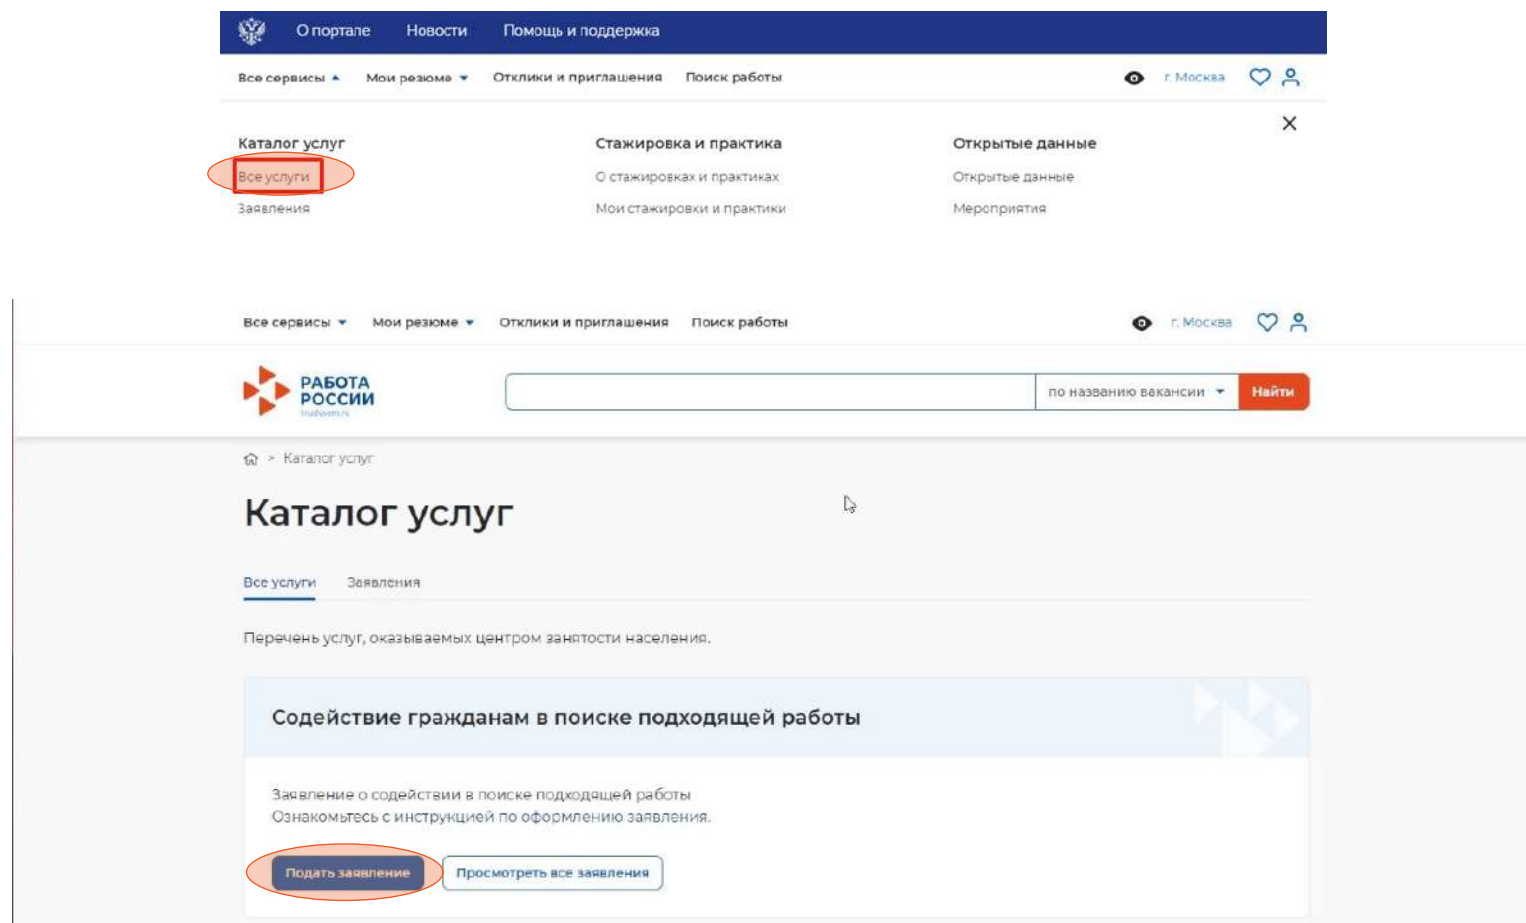 О портале Новости Помощь и поддержка
Все сервисы Мои резюме Отклики и приглашения Поиск работы г. Москва
Каталог услуг Стажировка и практика Открытые данные
Все услуги О стажировках и практиках Открытые данные
Заявления Мои стажировки и практики Мероприятия
Все сервисы Мои резюме Отклики и приглашения Поиск работы г. Москва
РАБОТА
РОССИИ
trudvsem.ru
по названию вакансии Найти
> Каталог услуг
Каталог услуг
Все услуги Заявления
Перечень услуг, оказываемых центром занятости населения.
Содействие гражданам в поиске подходящей работы
Заявление о содействии в поиске подходящей работы
Ознакомьтесь с инструкцией по оформлению заявления.
Подать заявление Просмотреть все заявления